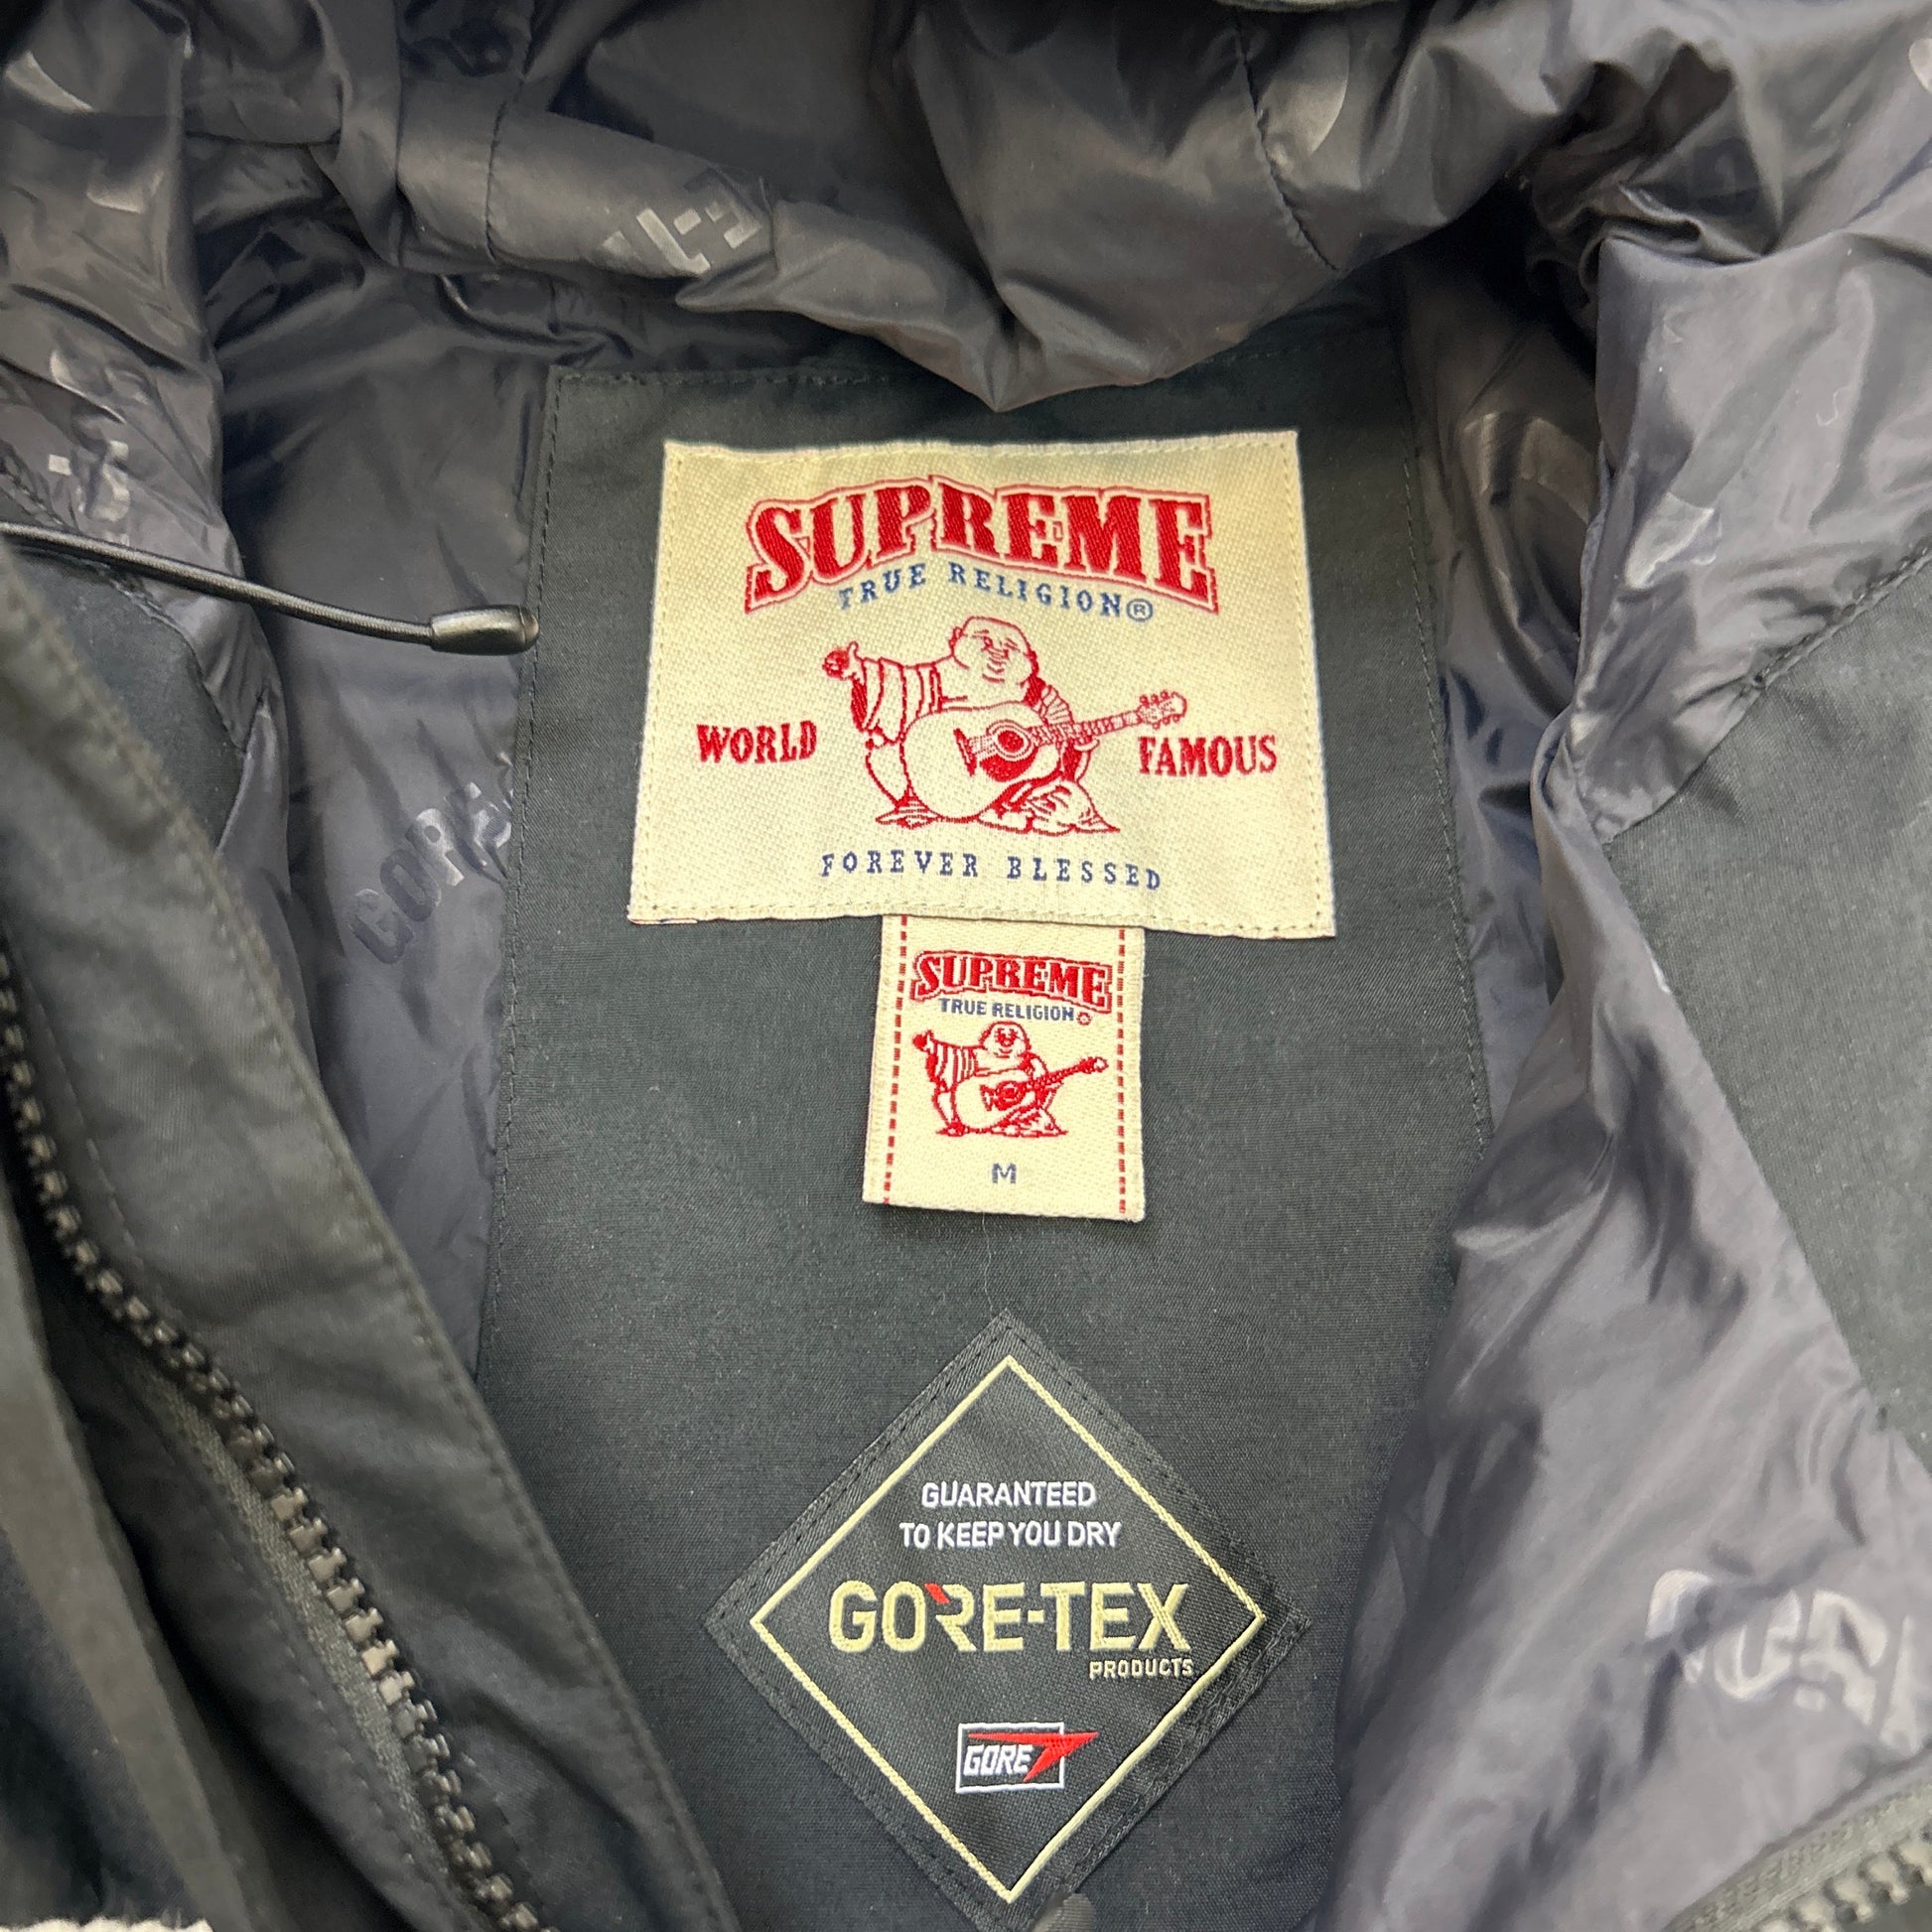 SUPREME
TRUE RELIGION®
WORLD FAMOUS
FOREVER BLESSED
SUPREME
TRUE RELIGION®
M
GUARANTEED
TO KEEP YOU DRY
GORE-TEX
PRODUCTS
GORE